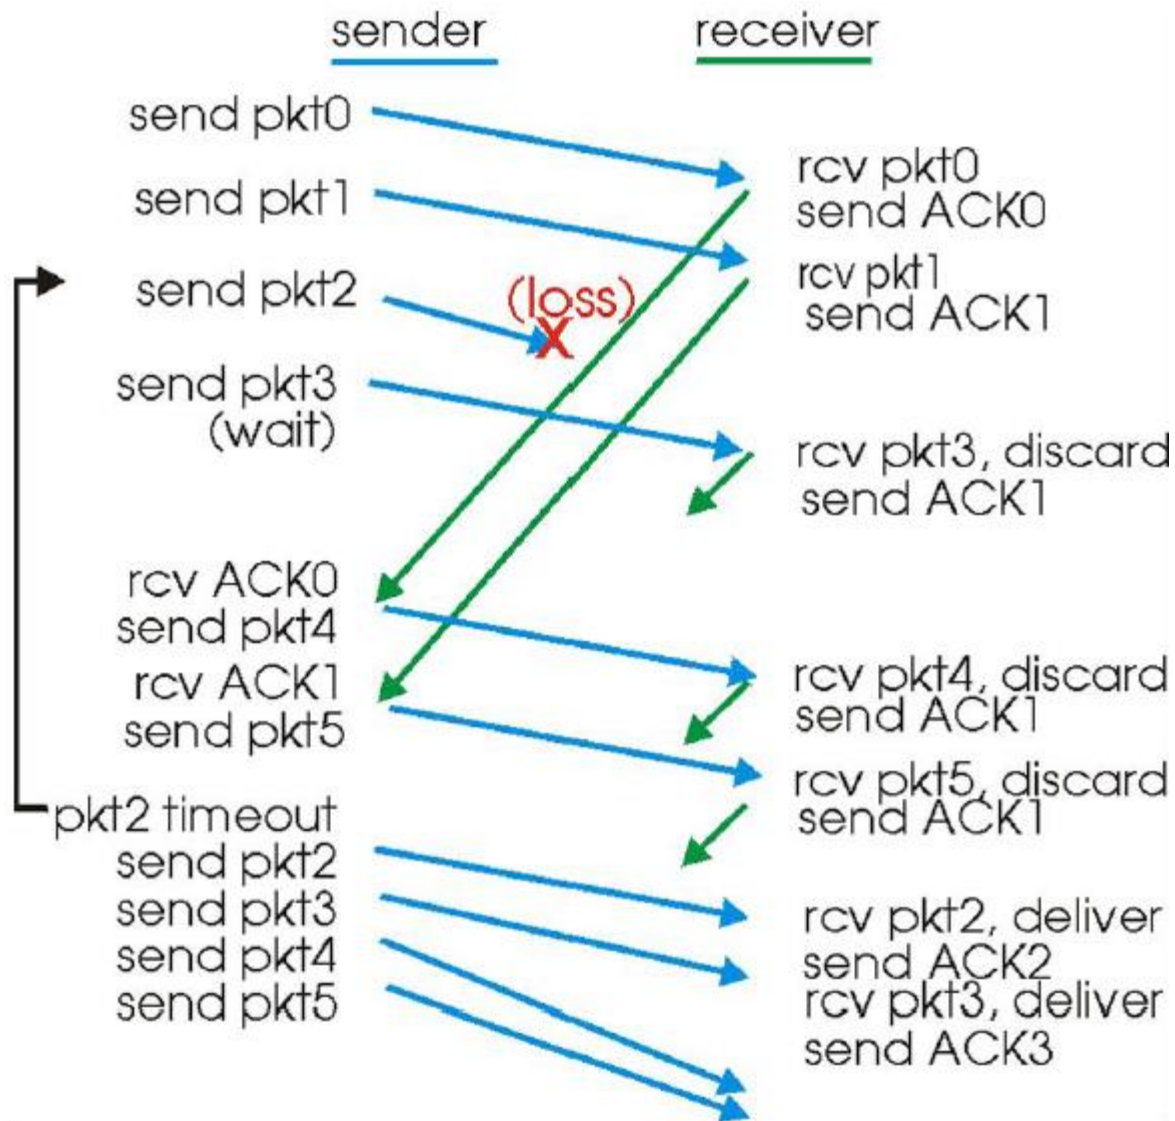 sender
receiver
send pkt0
rcv pkt0
send ACK0
send pkt1
rcv pkt1
send ACK1
send pkt2
(loss)
X
send pkt3
(wait)
rcv pkt3, discard
send ACK1
rcv ACK0
send pkt4
rcv ACK1
send pkt5
rcv pkt4, discard
send ACK1
rcv pkt5, discard
send ACK1
pkt2 timeout
send pkt2
send pkt3
send pkt4
send pkt5
rcv pkt2, deliver
send ACK2
rcv pkt3, deliver
send ACK3